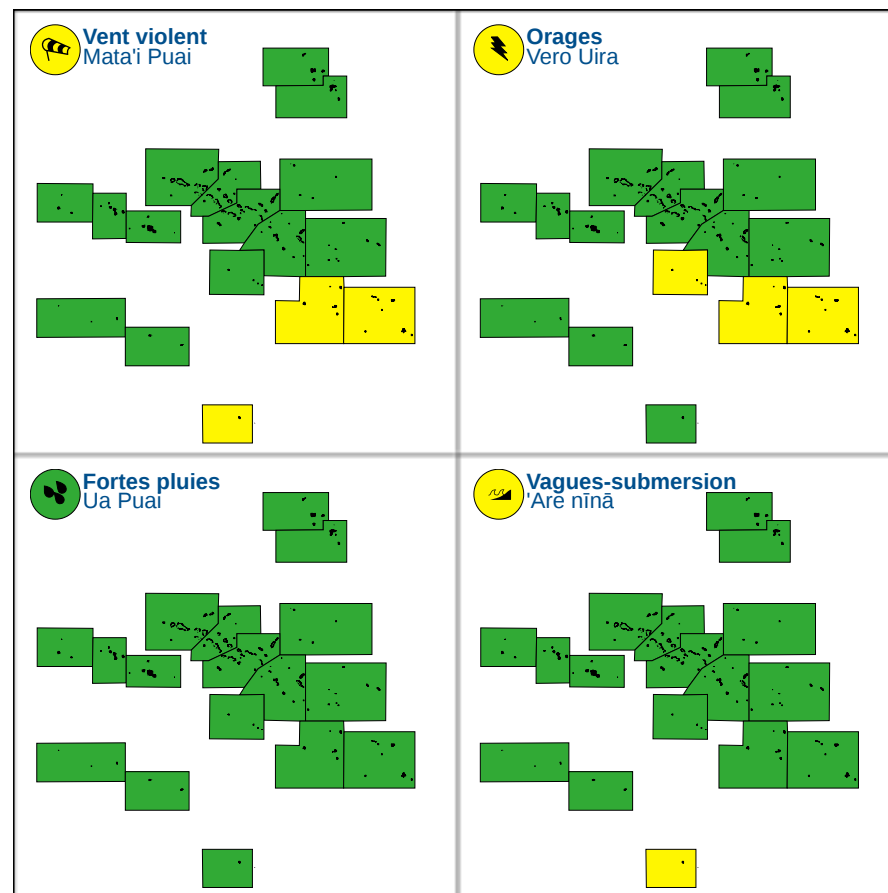 Vent violent
Mata'i Puai
Orages
Vero Uira
Fortes pluies
Ua Puai
Vagues-submersion
'Are nīnā